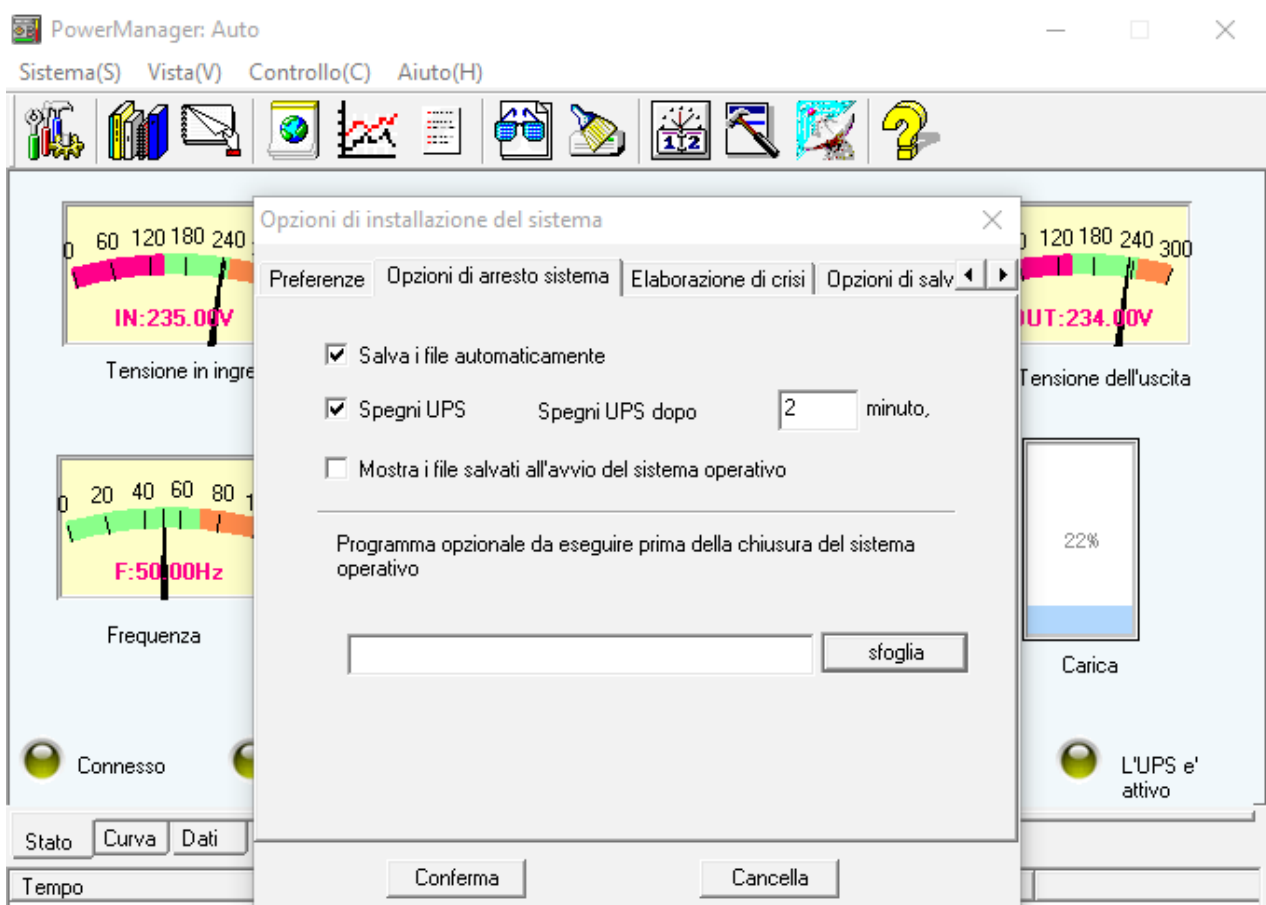 PowerManager: Auto
Sistema(S) Vista(V) Controllo(C) Aiuto(H)
Opzioni di installazione del sistema
Preferenze Opzioni di arresto sistema Elaborazione di crisi Opzioni di salv
0 60 120 180 240
IN:235.00V
Tensione in ingre
120 180 240 300
OUT:234.00V
Tensione dell'uscita
Salva i file automaticamente
Spegni UPS Spegni UPS dopo 2 minuto,
Mostra i file salvati all'avvio del sistema operativo
Programma opzionale da eseguire prima della chiusura del sistema
operativo
sfoglia
0 20 40 60 80
F:50.00Hz
Frequenza
22%
Carica
Connesso
L'UPS e'
attivo
Stato Curva Dati
Conferma Cancella
Tempo